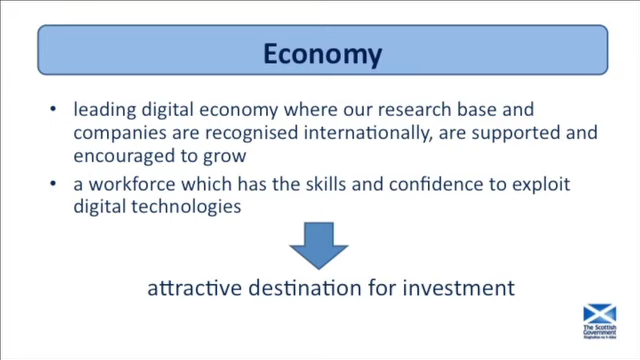 Economy
• leading digital economy where our research base and
companies are recognised internationally, are supported and
encouraged to grow
• a workforce which has the skills and confidence to exploit
digital technologies
attractive destination for investment
The Scottish
Government